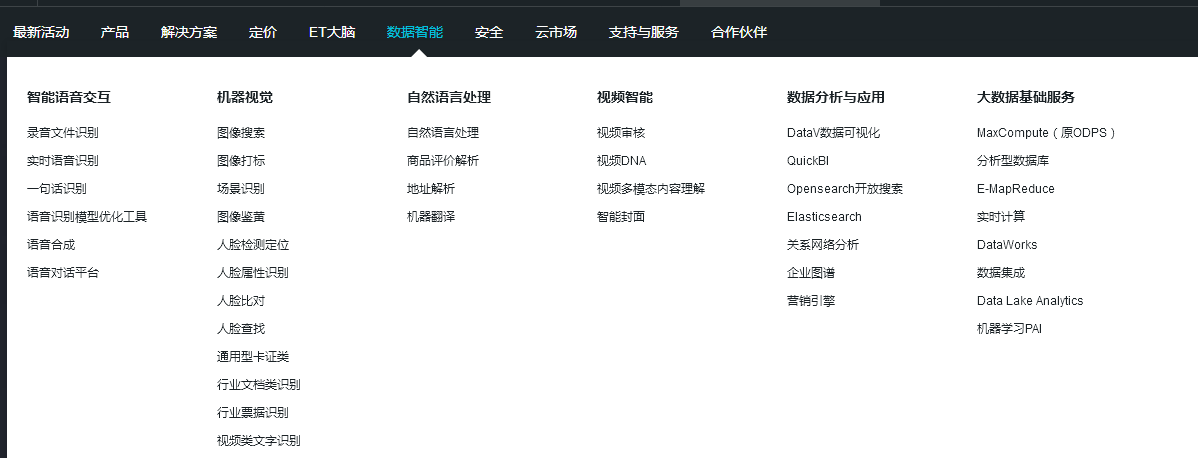 最新活动 产品 解决方案 定价 ET大脑 数据智能 安全 云市场 支持与服务 合作伙伴
智能语音交互
录音文件识别
实时语音识别
一句话识别
语音识别模型优化工具
语音合成
语音对话平台
机器视觉
图像搜索
图像打标
场景识别
图像鉴黄
人脸检测定位
人脸属性识别
人脸比对
人脸查找
通用型卡证类
行业文档类识别
行业票据识别
视频类文字识别
自然语言处理
自然语言处理
商品评价解析
地址解析
机器翻译
视频智能
视频审核
视频DNA
视频多模态内容理解
智能封面
数据分析与应用
DataV数据可视化
QuickBI
Opensearch开放搜索
Elasticsearch
关系网络分析
企业图谱
营销引擎
大数据基础服务
MaxCompute（原ODPS）
分析型数据库
E-MapReduce
实时计算
DataWorks
数据集成
Data Lake Analytics
机器学习PAI